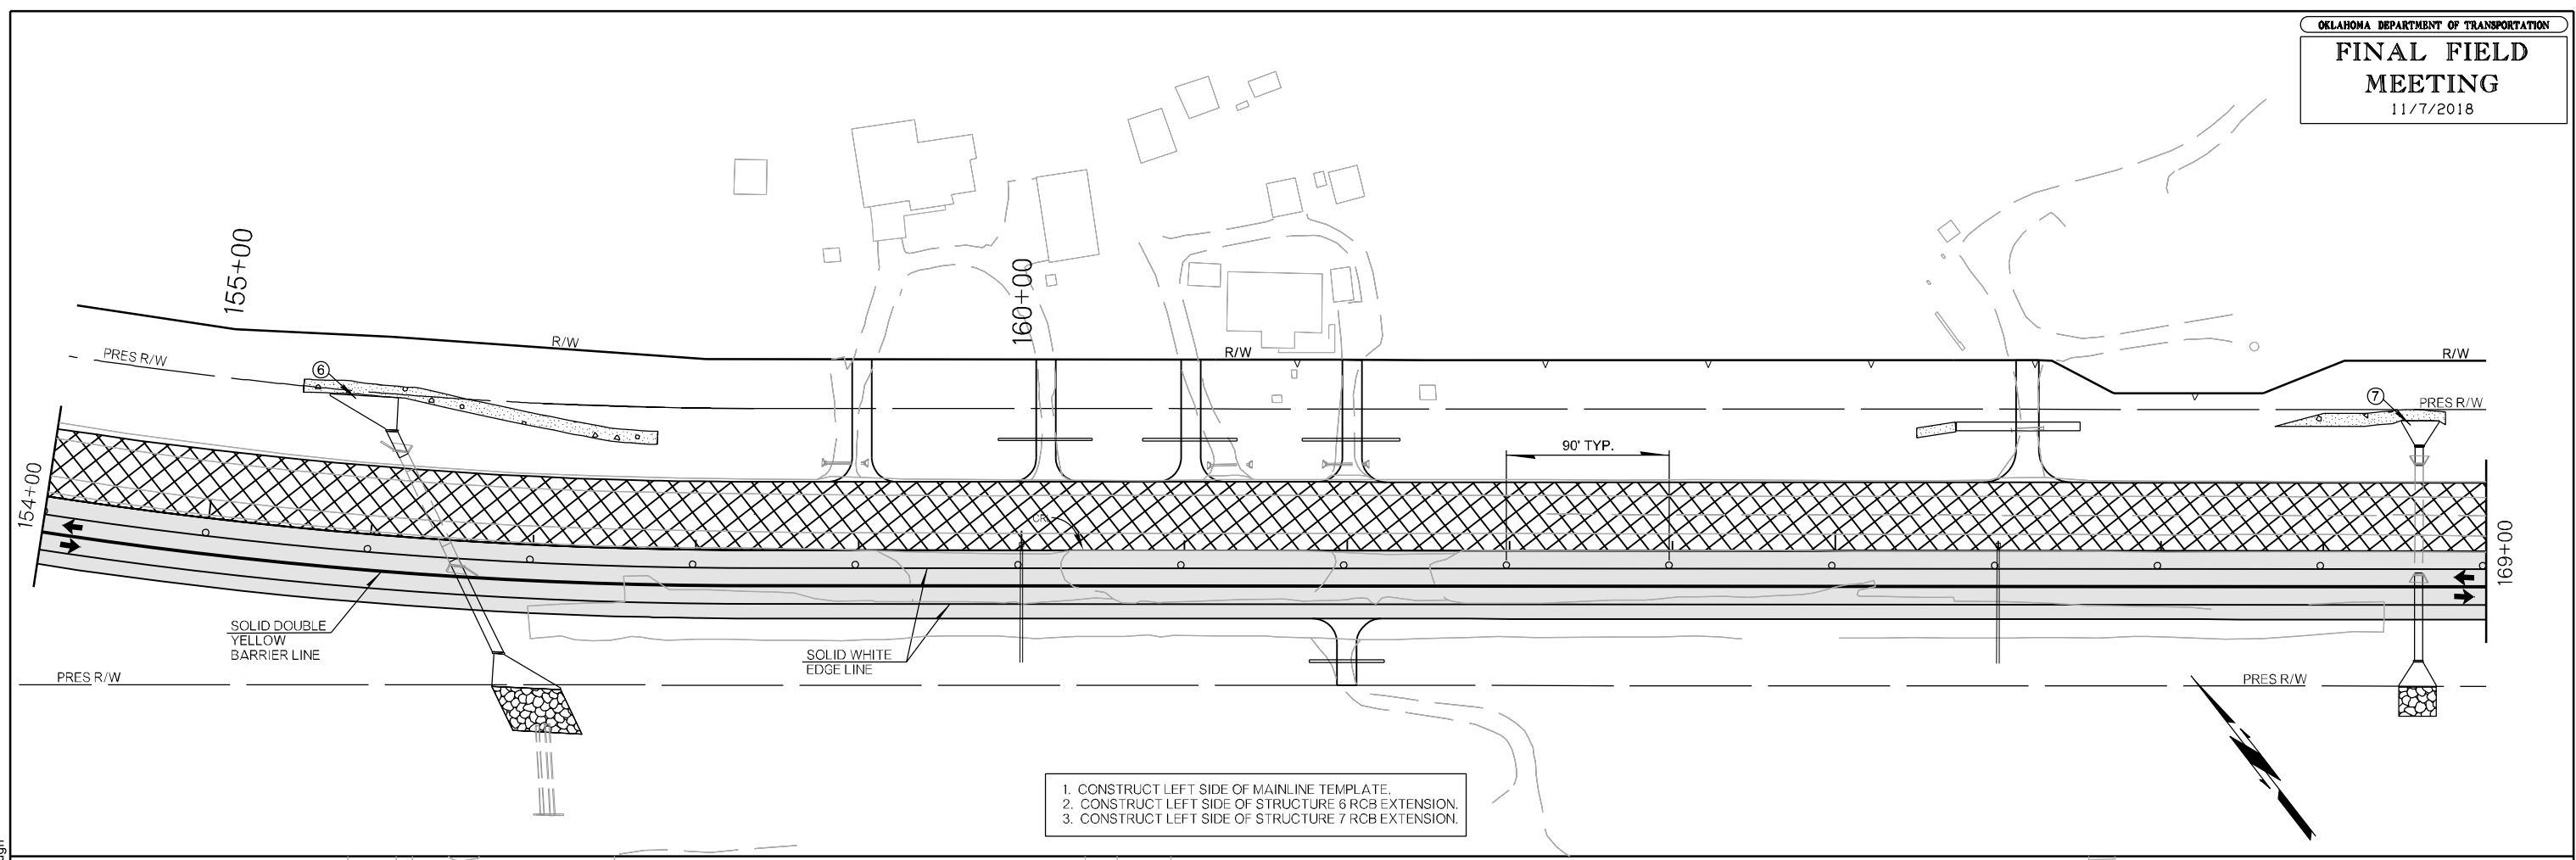 OKLAHOMA DEPARTMENT OF TRANSPORTATION
FINAL FIELD
MEETING
11/7/2018
155+00
160+00
R/W
R/W
R/W
PRES R/W
6
7
PRES R/W
90' TYP.
154+00
169+00
SOLID DOUBLE
YELLOW
BARRIER LINE
SOLID WHITE
EDGE LINE
PRES R/W
PRES R/W
1. CONSTRUCT LEFT SIDE OF MAINLINE TEMPLATE.
2. CONSTRUCT LEFT SIDE OF STRUCTURE 6 RCB EXTENSION.
3. CONSTRUCT LEFT SIDE OF STRUCTURE 7 RCB EXTENSION.